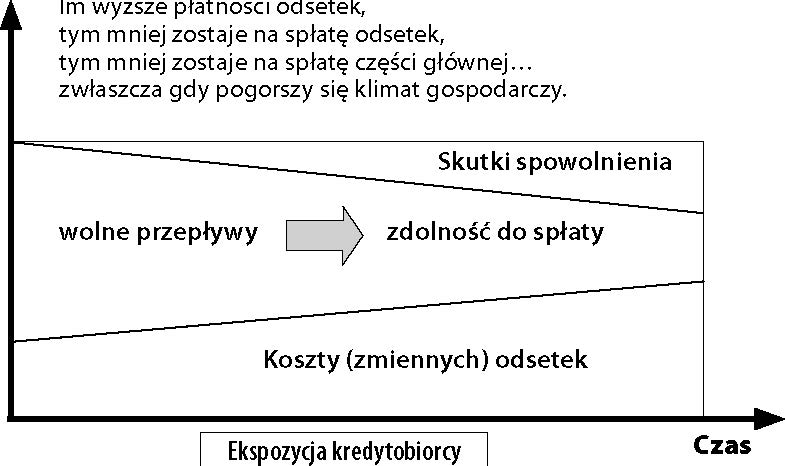 Im wyższe płatności odsetek,
tym mniej zostaje na spłatę odsetek,
tym mniej zostaje na spłatę części głównej…
zwłaszcza gdy pogorszy się klimat gospodarczy.
Skutki spowolnienia
wolne przepływy
zdolność do spłaty
Koszty (zmiennych) odsetek
Czas
Ekspozycja kredytobiorcy